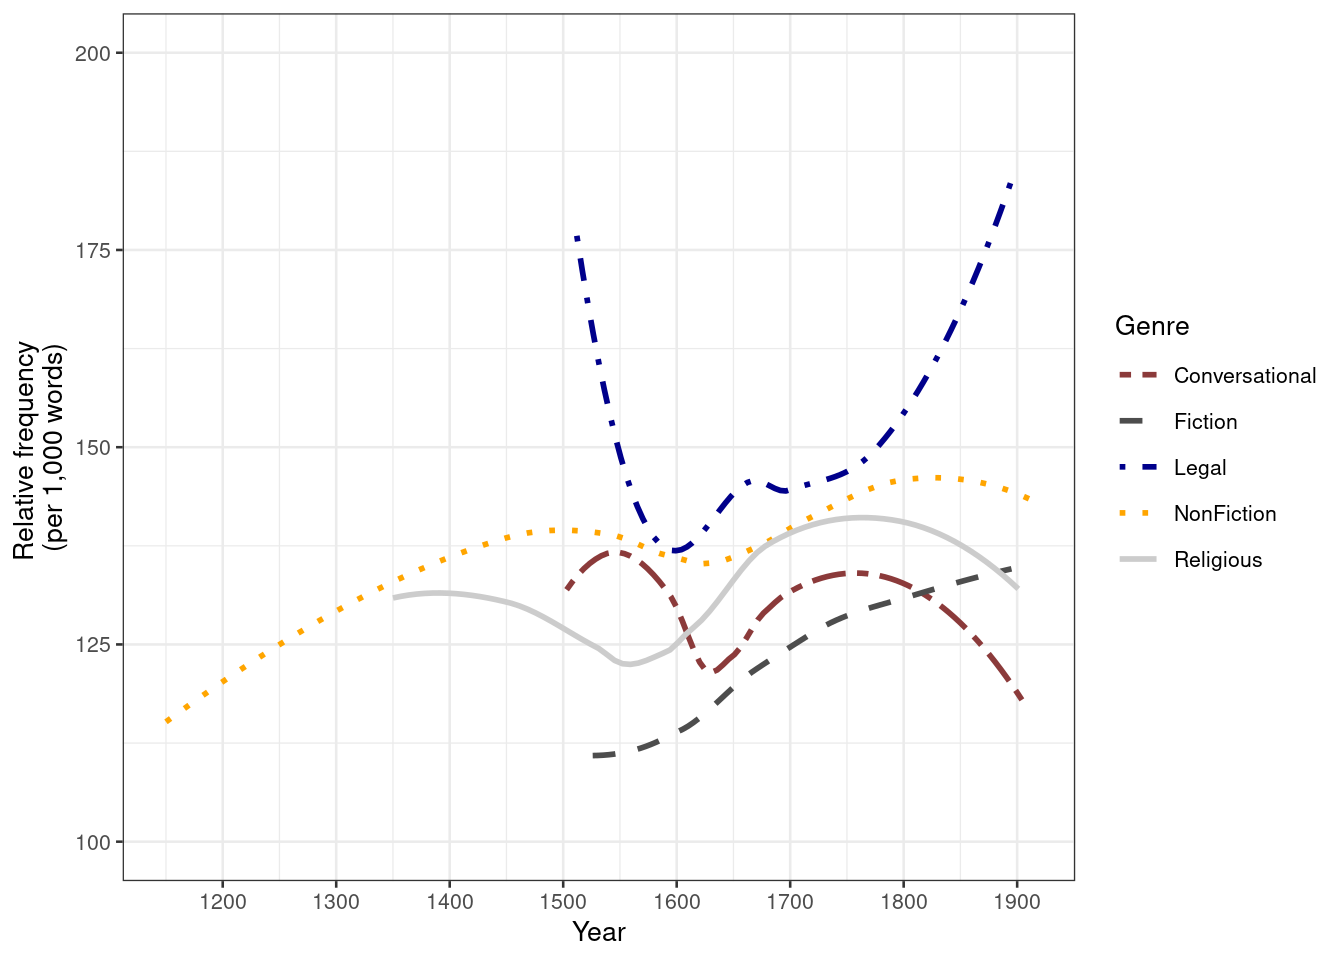 200
175
150
125
100
Relative frequency
(per 1,000 words)
1200 1300 1400 1500 1600 1700 1800 1900
Year
Genre
Conversational
Fiction
Legal
NonFiction
Religious